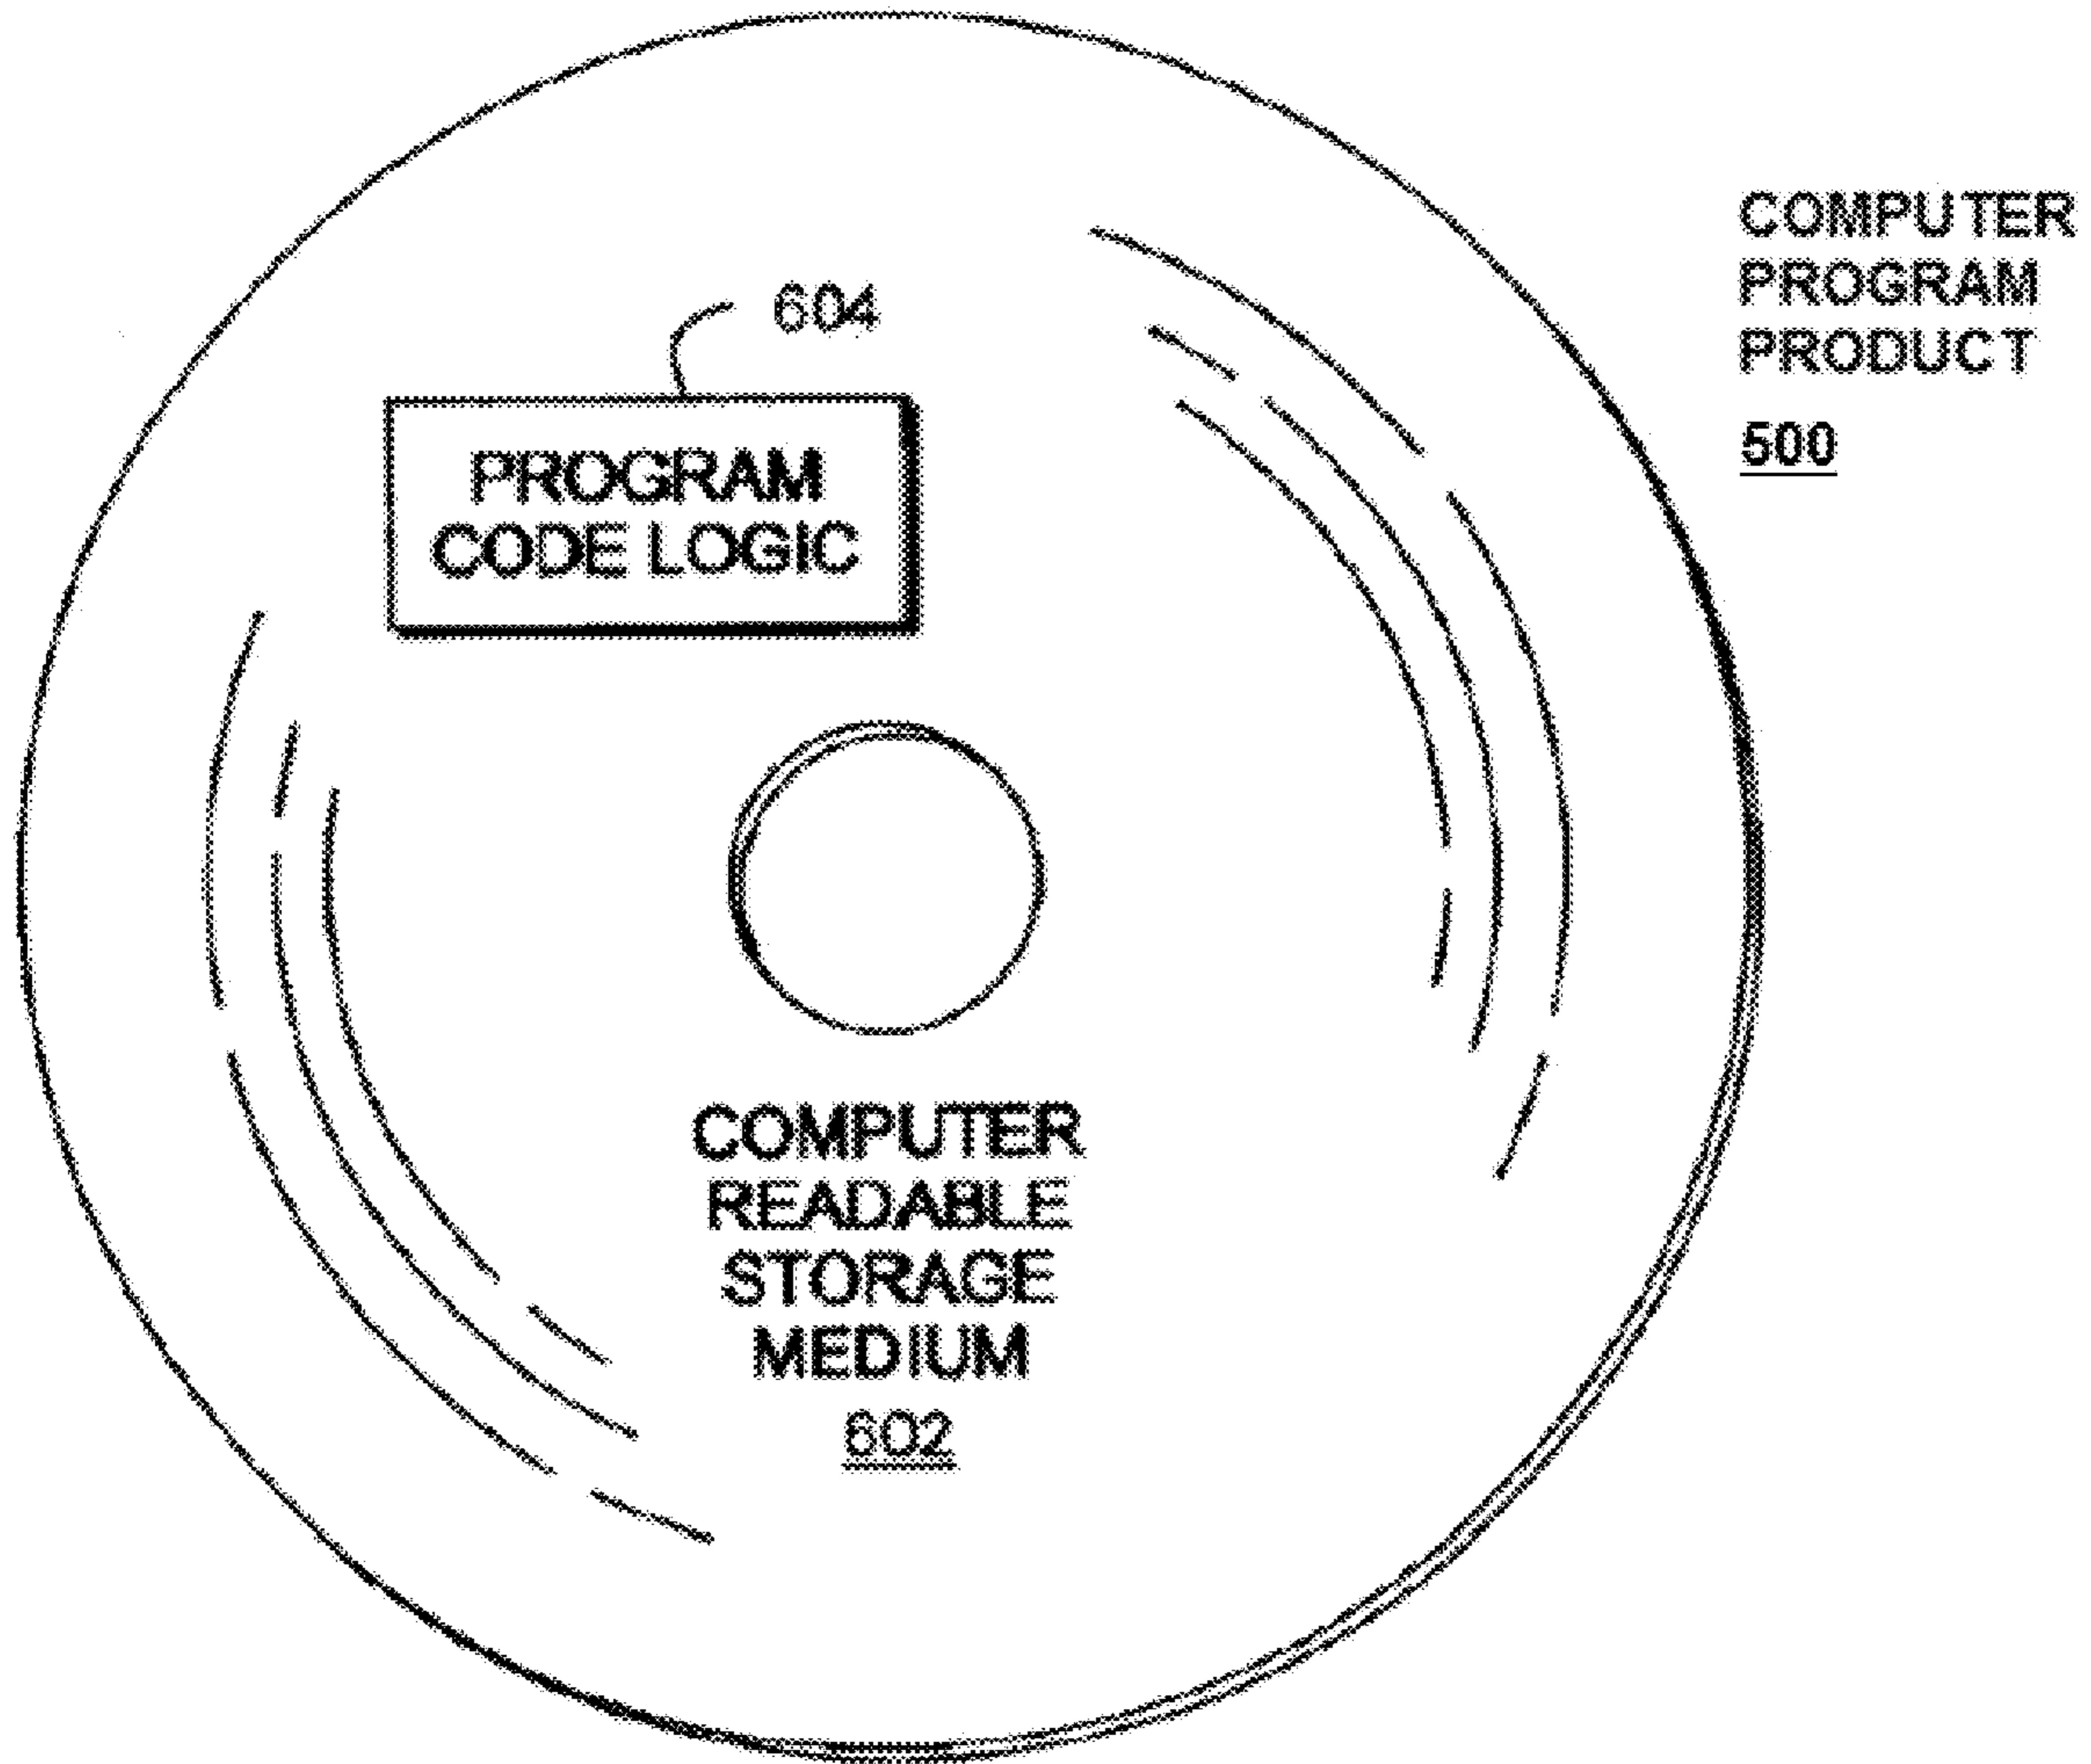 COMPUTER
PROGRAM
PRODUCT
500
604
PROGRAM
CODE LOGIC
COMPUTER
READABLE
STORAGE
MEDIUM
602